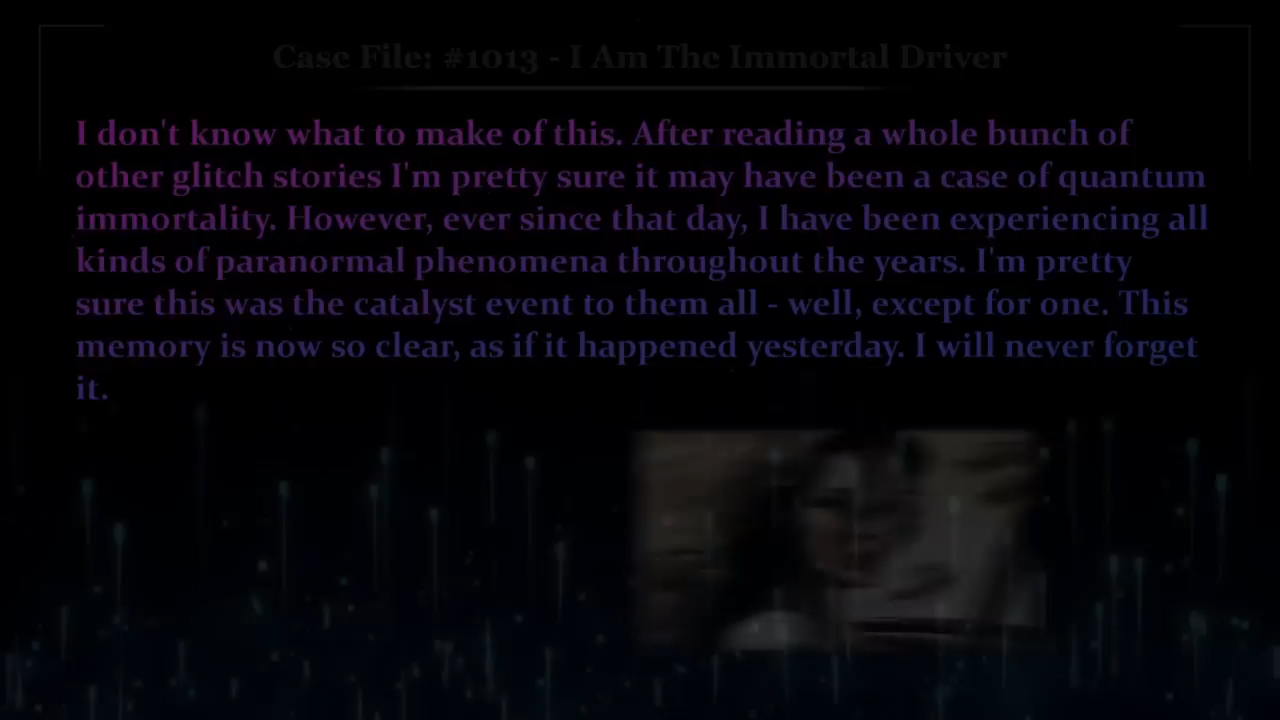 Case File: #1013 - I Am The Immortal Driver
I don't know what to make of this. After reading a whole bunch of
other glitch stories I'm pretty sure it may have been a case of quantum
immortality. However, ever since that day, I have been experiencing all
kinds of paranormal phenomena throughout the years. I'm pretty
sure this was the catalyst event to them all - well, except for one. This
memory is now so clear, as if it happened yesterday. I will never forget
it.